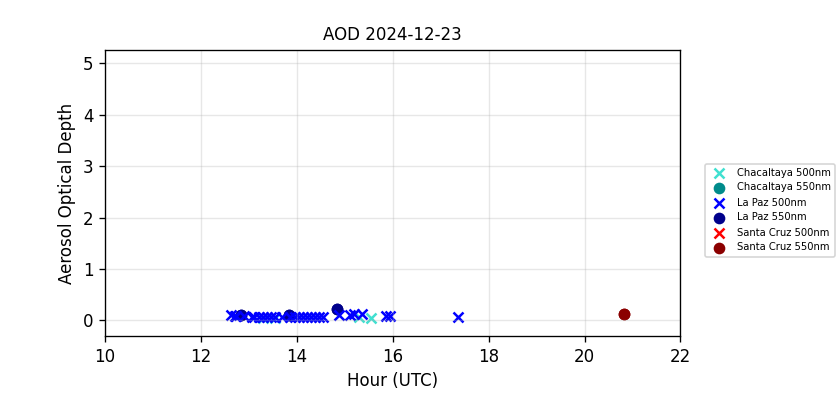 AOD 2024-12-23
Aerosol Optical Depth
5
4
3
2
1
0
10 12 14 16 18 20 22
Hour (UTC)
Chacaltaya 500nm
Chacaltaya 550nm
La Paz 500nm
La Paz 550nm
Santa Cruz 500nm
Santa Cruz 550nm